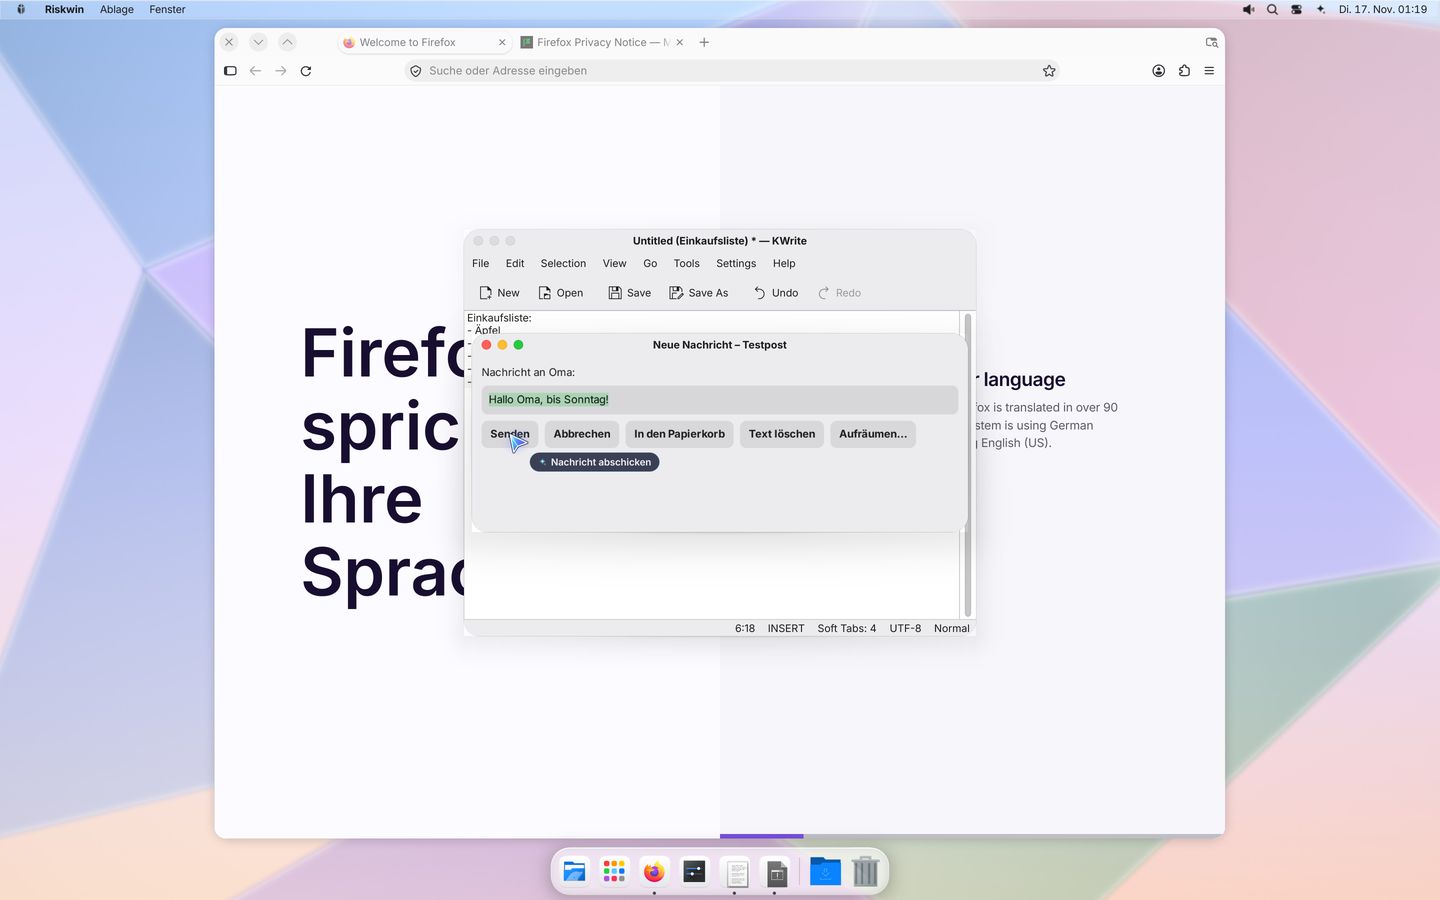 Riskwin Ablage Fenster
Di. 17. Nov. 01:19
Welcome to Firefox
Firefox Privacy Notice —
Suche oder Adresse eingeben
Untitled (Einkaufsliste) * — KWrite
File Edit Selection View Go Tools Settings Help
New Open Save Save As Undo Redo
Einkaufsliste:
- Äpfel
Neue Nachricht – Testpost
Nachricht an Oma:
Hallo Oma, bis Sonntag!
Senden Abbrechen In den Papierkorb Text löschen Aufräumen...
Nachricht abschicken
6:18 INSERT Soft Tabs: 4 UTF-8 Normal
Firefo
spric
Ihre
Sprac
language
fox is translated in over 90
stem is using German
English (US).